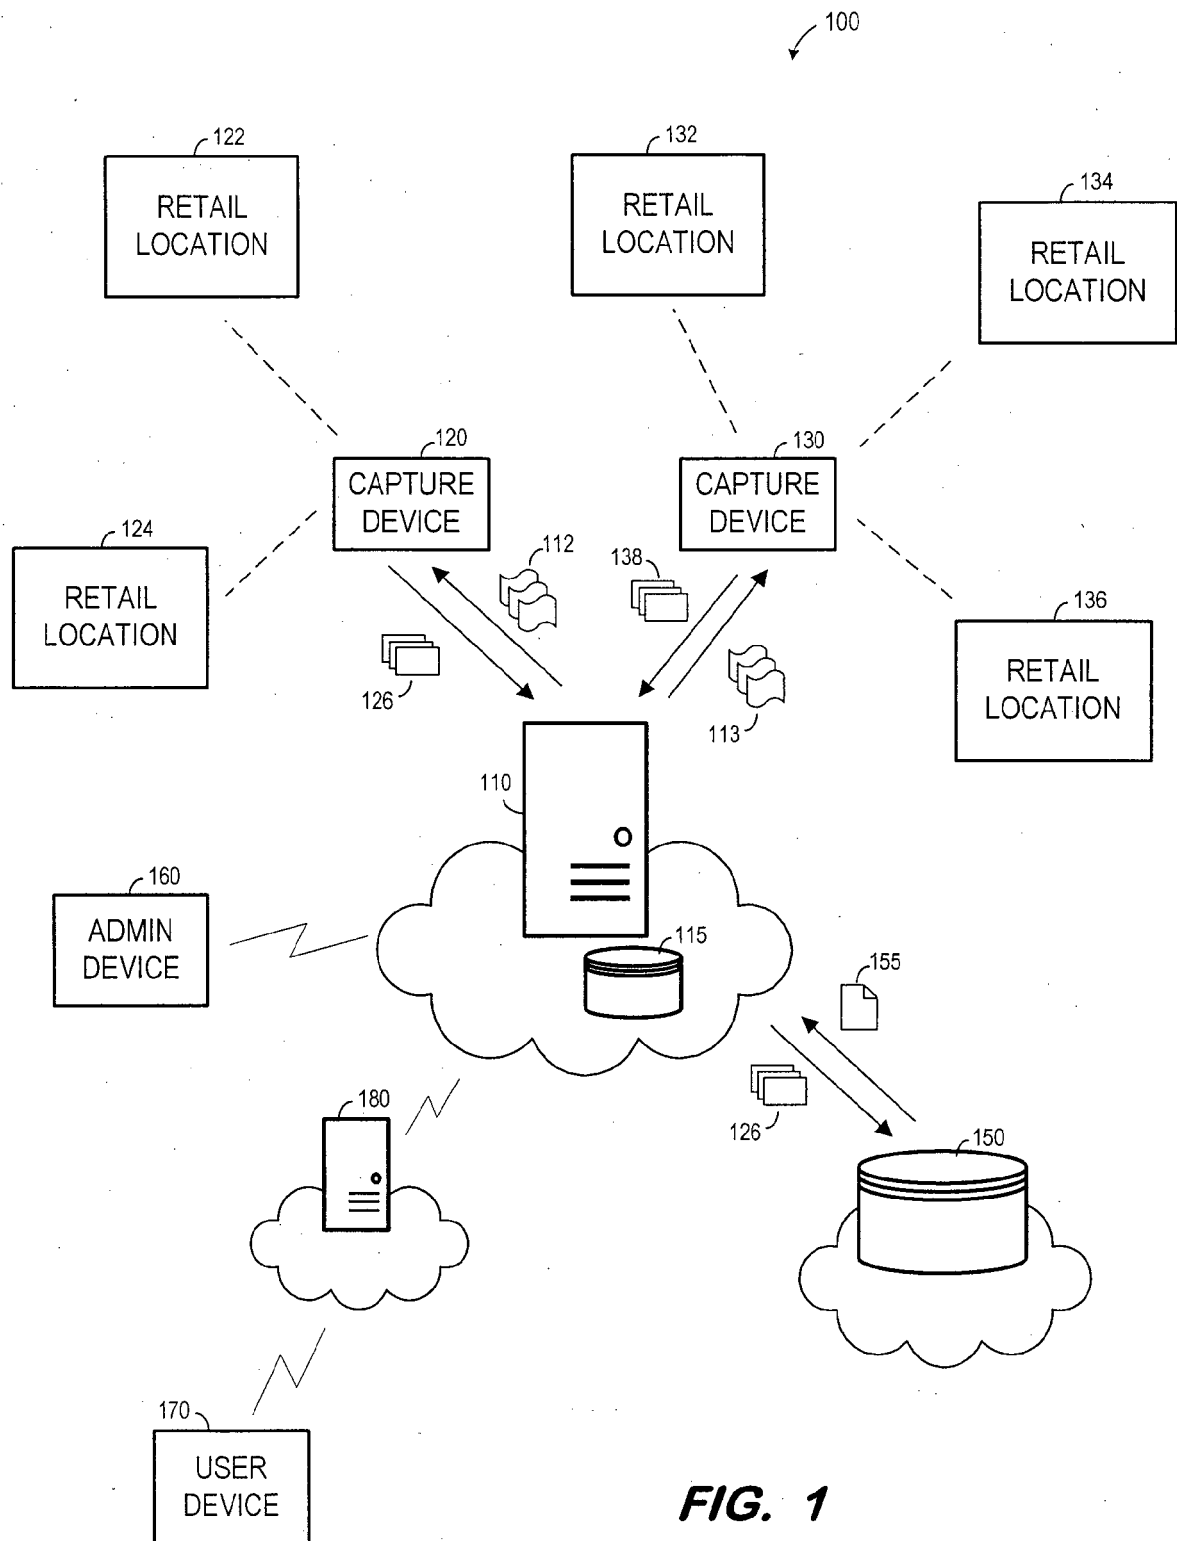 100
122
RETAIL
LOCATION
132
RETAIL
LOCATION
134
RETAIL
LOCATION
120
CAPTURE
DEVICE
130
CAPTURE
DEVICE
124
RETAIL
LOCATION
112
138
126
113
136
RETAIL
LOCATION
110
160
ADMIN
DEVICE
115
155
180
126
150
170
USER
DEVICE
FIG. 1